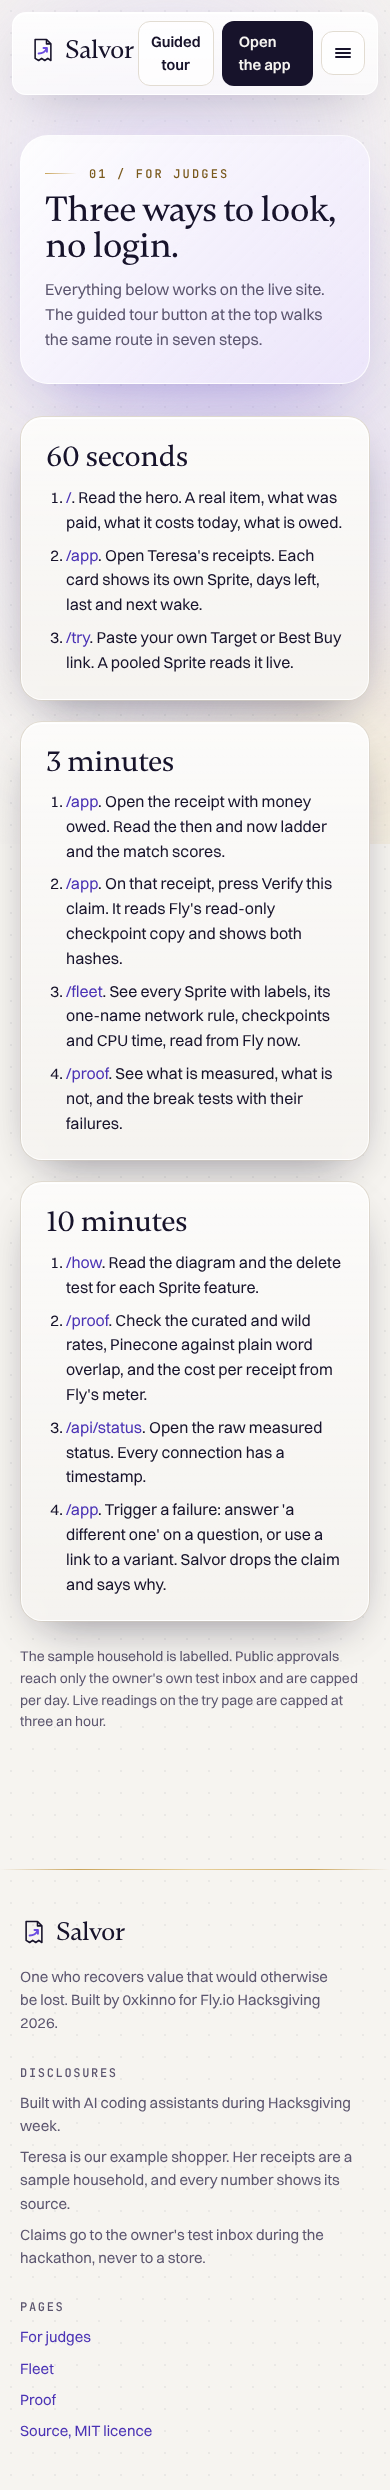 Salvor
Guided
tour
Open
the app
01 / FOR JUDGES
Three ways to look,
no login.
Everything below works on the live site.
The guided tour button at the top walks
the same route in seven steps.
60 seconds
1. /. Read the hero. A real item, what was
paid, what it costs today, what is owed.
2. /app. Open Teresa's receipts. Each
card shows its own Sprite, days left,
last and next wake.
3. /try. Paste your own Target or Best Buy
link. A pooled Sprite reads it live.
3 minutes
1. /app. Open the receipt with money
owed. Read the then and now ladder
and the match scores.
2. /app. On that receipt, press Verify this
claim. It reads Fly's read-only
checkpoint copy and shows both
hashes.
3. /fleet. See every Sprite with labels, its
one-name network rule, checkpoints
and CPU time, read from Fly now.
4. /proof. See what is measured, what is
not, and the break tests with their
failures.
10 minutes
1. /how. Read the diagram and the delete
test for each Sprite feature.
2. /proof. Check the curated and wild
rates, Pinecone against plain word
overlap, and the cost per receipt from
Fly's meter.
3. /api/status. Open the raw measured
status. Every connection has a
timestamp.
4. /app. Trigger a failure: answer 'a
different one' on a question, or use a
link to a variant. Salvor drops the claim
and says why.
The sample household is labelled. Public approvals
reach only the owner's own test inbox and are capped
per day. Live readings on the try page are capped at
three an hour.
Salvor
One who recovers value that would otherwise
be lost. Built by 0xkinno for Fly.io Hacksgiving
2026.
DISCLOSURES
Built with AI coding assistants during Hacksgiving
week.
Teresa is our example shopper. Her receipts are a
sample household, and every number shows its
source.
Claims go to the owner's test inbox during the
hackathon, never to a store.
PAGES
For judges
Fleet
Proof
Source, MIT licence